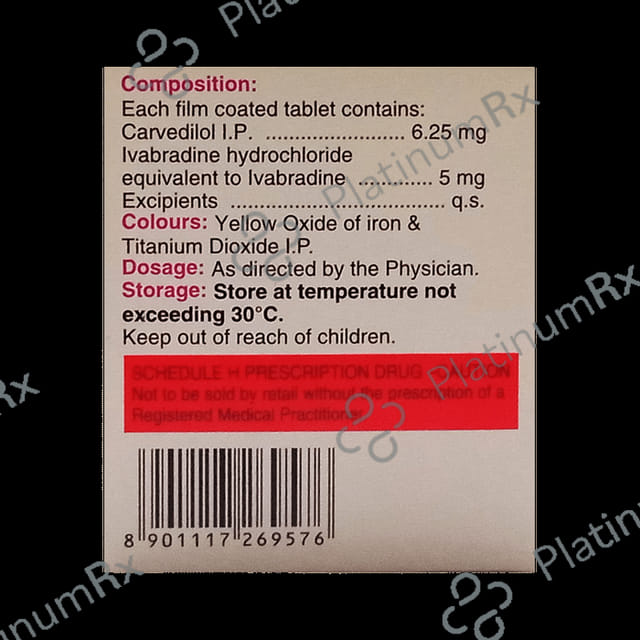 Composition:
Each film coated tablet contains:
Carvedilol I.P. ........................ 6.25 mg
Ivabradine hydrochloride
equivalent to Ivabradine ............. 5 mg
Excipients ..................................... q.s.
Colours: Yellow Oxide of iron &
Titanium Dioxide I.P.
Dosage: As directed by the Physician.
Storage: Store at temperature not
exceeding 30°C.
Keep out of reach of children.
SCHEDULE H PRESCRIPTION DRUG - CAUTION
Not to be sold by retail without the prescription of a
Registered Medical Practitioner.
8 901117 269576
PlatinumRx
PlatinumRx
PlatinumRx
Rx
PlatinumRx
Platinum